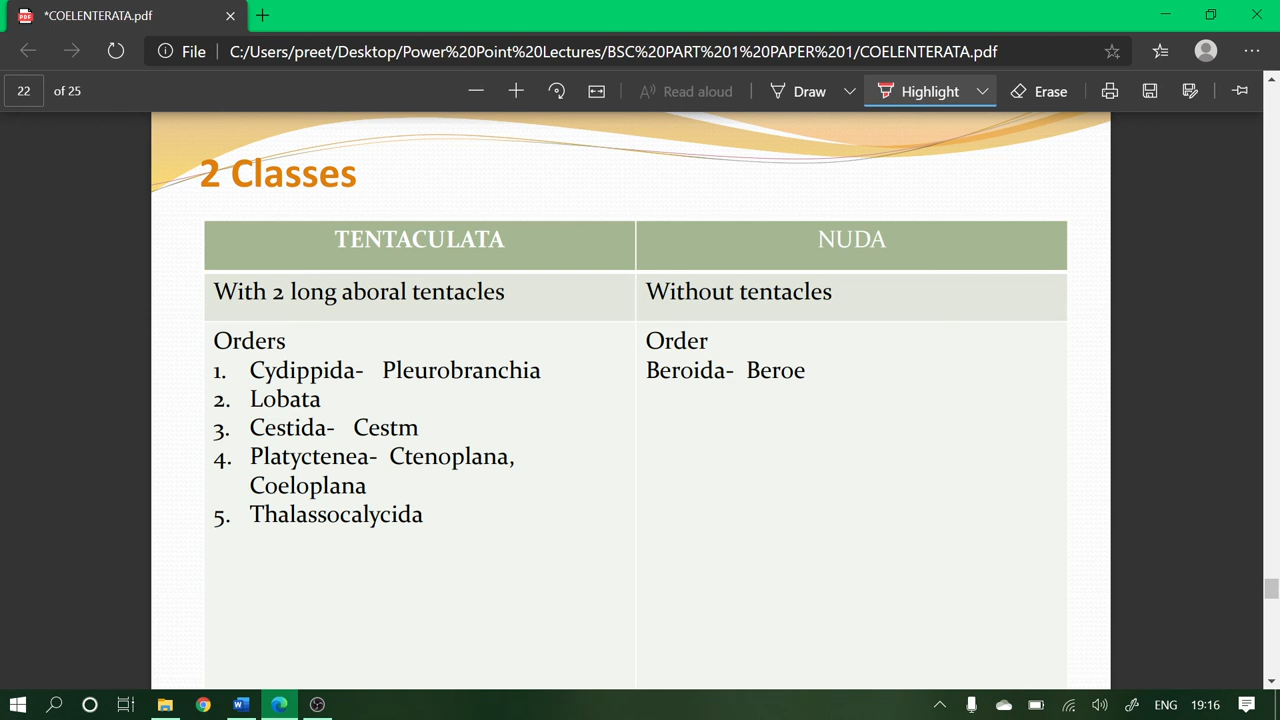 *COELENTERATA.pdf
File C:/Users/preet/Desktop/Power%20Point%20Lectures/BSC%20PART%201%20PAPER%201/COELENTERATA.pdf
22 of 25 Read aloud Draw Highlight Erase
2 Classes
TENTACULATA NUDA
With 2 long aboral tentacles Without tentacles
Orders Order
1. Cydippida- Pleurobranchia Beroida- Beroe
2. Lobata
3. Cestida- Cestm
4. Platyctenea- Ctenoplana,
Coeloplana
5. Thalassocalycida
ENG 19:16